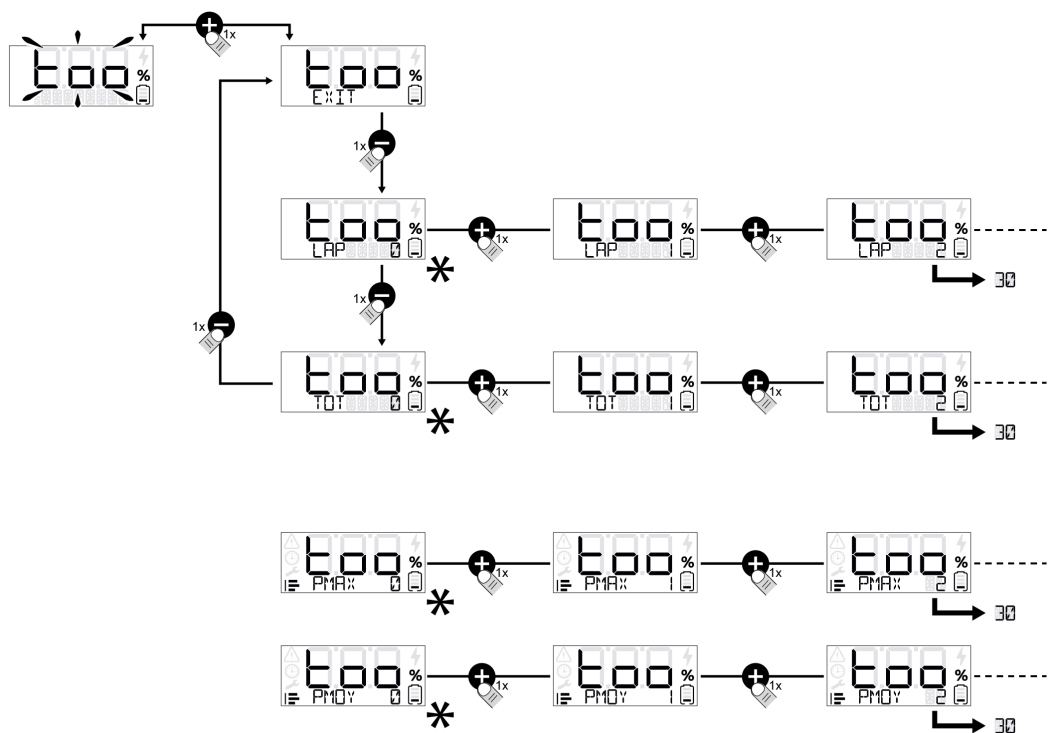 1x
too %
too %
EXIT
1x
too %
LAP 0
1x
too %
LAP 1
1x
too %
LAP 2
30
1x
1x
too %
TOT 0
1x
too %
TOT 1
1x
too %
TOT 2
30
too %
PMAX 0
1x
too %
PMAX 1
1x
too %
PMAX 2
30
too %
PMOY 0
1x
too %
PMOY 1
1x
too %
PMOY 2
30